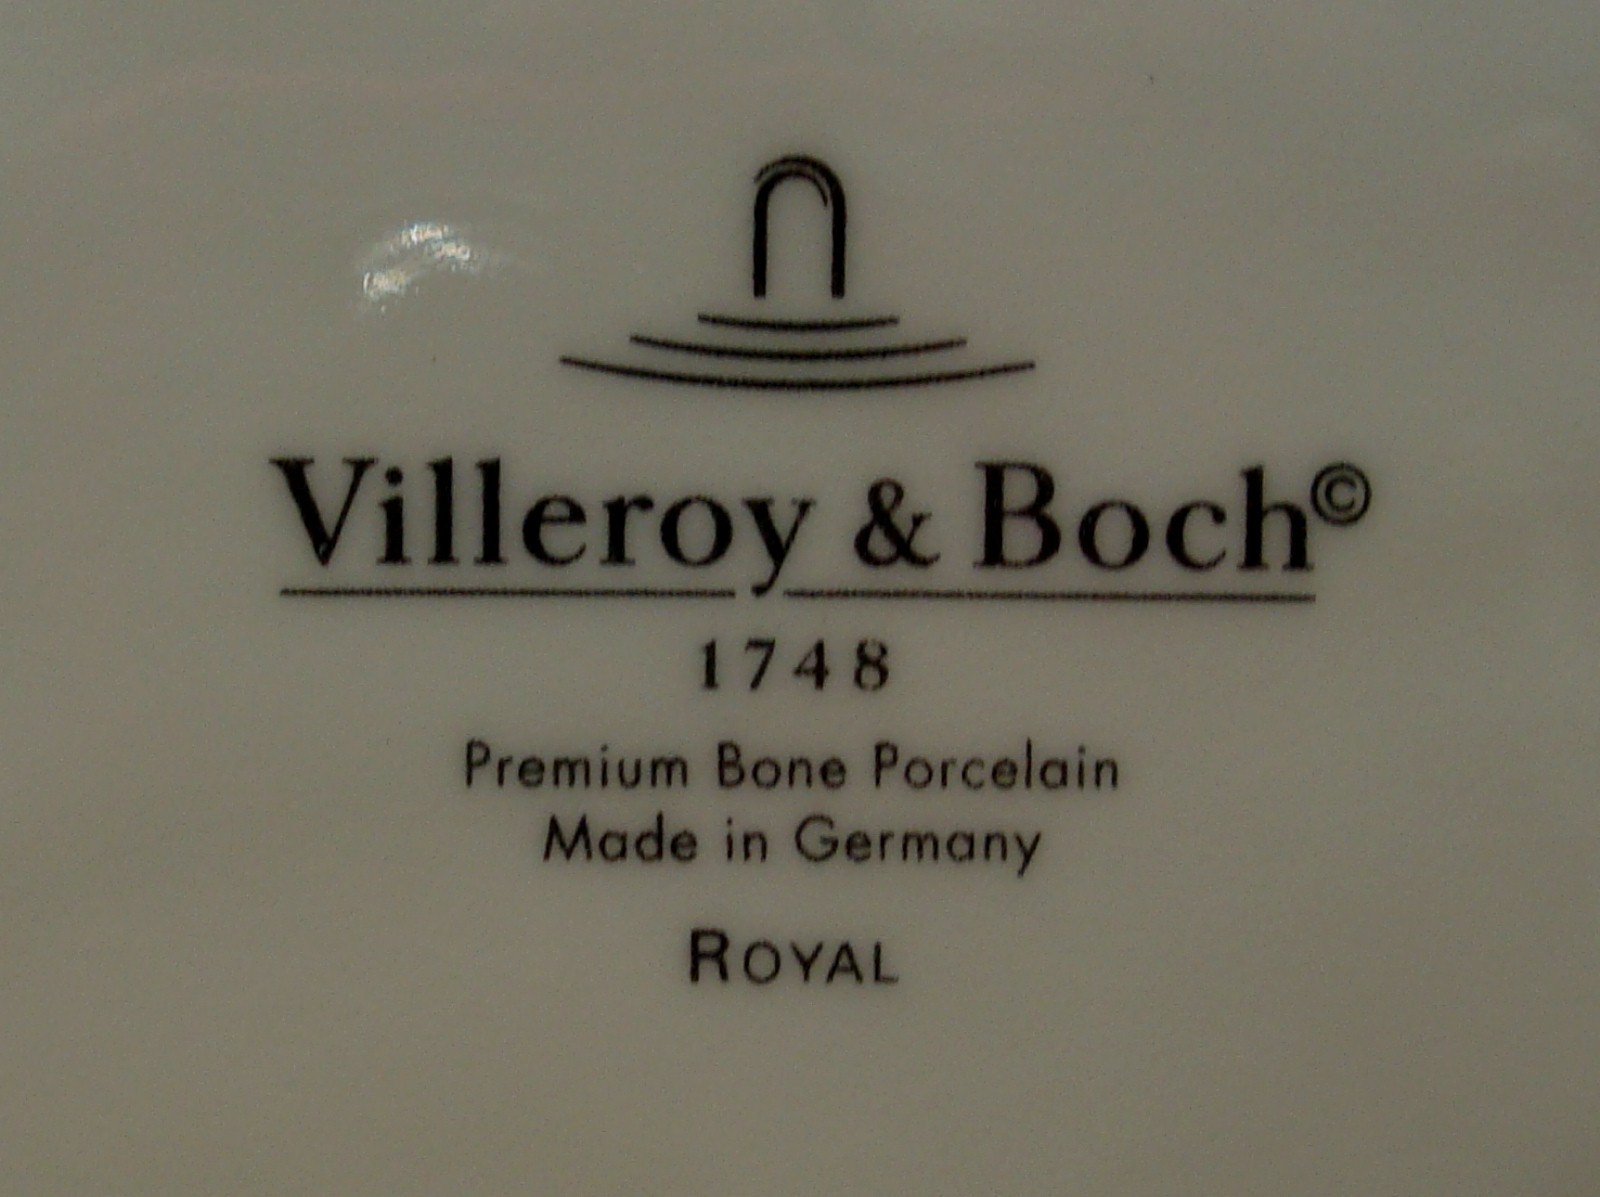 Villeroy & Boch©
1748
Premium Bone Porcelain
Made in Germany
ROYAL